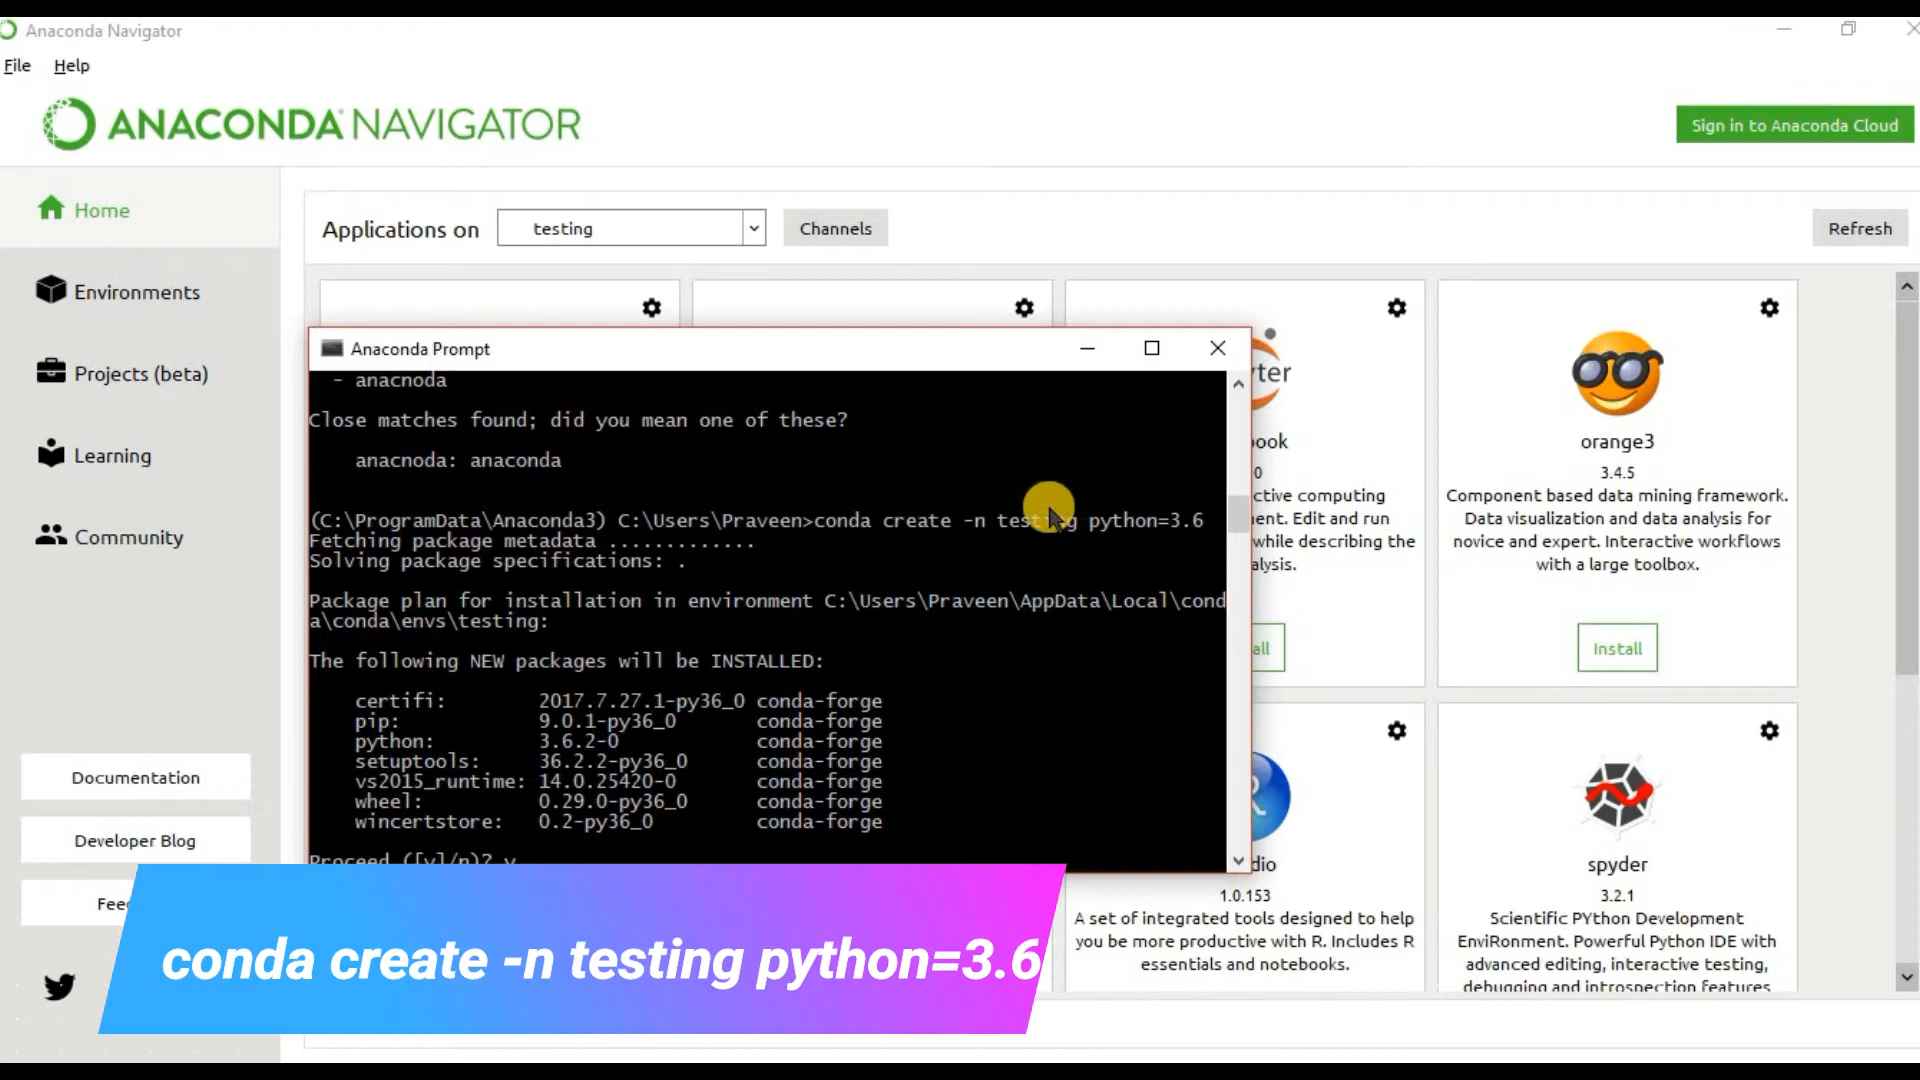 Anaconda Navigator
File Help
ANACONDA NAVIGATOR
Sign in to Anaconda Cloud
Home
Environments
Projects (beta)
Learning
Community
Documentation
Developer Blog
Applications on testing Channels Refresh
Anaconda Prompt
- anacnoda
Close matches found; did you mean one of these?
anacnoda: anaconda
(C:\ProgramData\Anaconda3) C:\Users\Praveen>conda create -n testing python=3.6
Fetching package metadata .............
Solving package specifications: .
Package plan for installation in environment C:\Users\Praveen\AppData\Local\cond
a\conda\envs\testing:
The following NEW packages will be INSTALLED:
certifi: 2017.7.27.1-py36_0 conda-forge
pip: 9.0.1-py36_0 conda-forge
python: 3.6.2-0 conda-forge
setuptools: 36.2.2-py36_0 conda-forge
vs2015_runtime: 14.0.25420-0 conda-forge
wheel: 0.29.0-py36_0 conda-forge
wincertstore: 0.2-py36_0 conda-forge
Proceed ([y]/n)? y
computing
Edit and run
while describing the
orange3
3.4.5
Component based data mining framework.
Data visualization and data analysis for
novice and expert. Interactive workflows
with a large toolbox.
Install
1.0.153
A set of integrated tools designed to help
you be more productive with R. Includes R
essentials and notebooks.
spyder
3.2.1
Scientific PYthon Development
EnviRonment. Powerful Python IDE with
advanced editing, interactive testing,
debugging and introspection features
conda create -n testing python=3.6